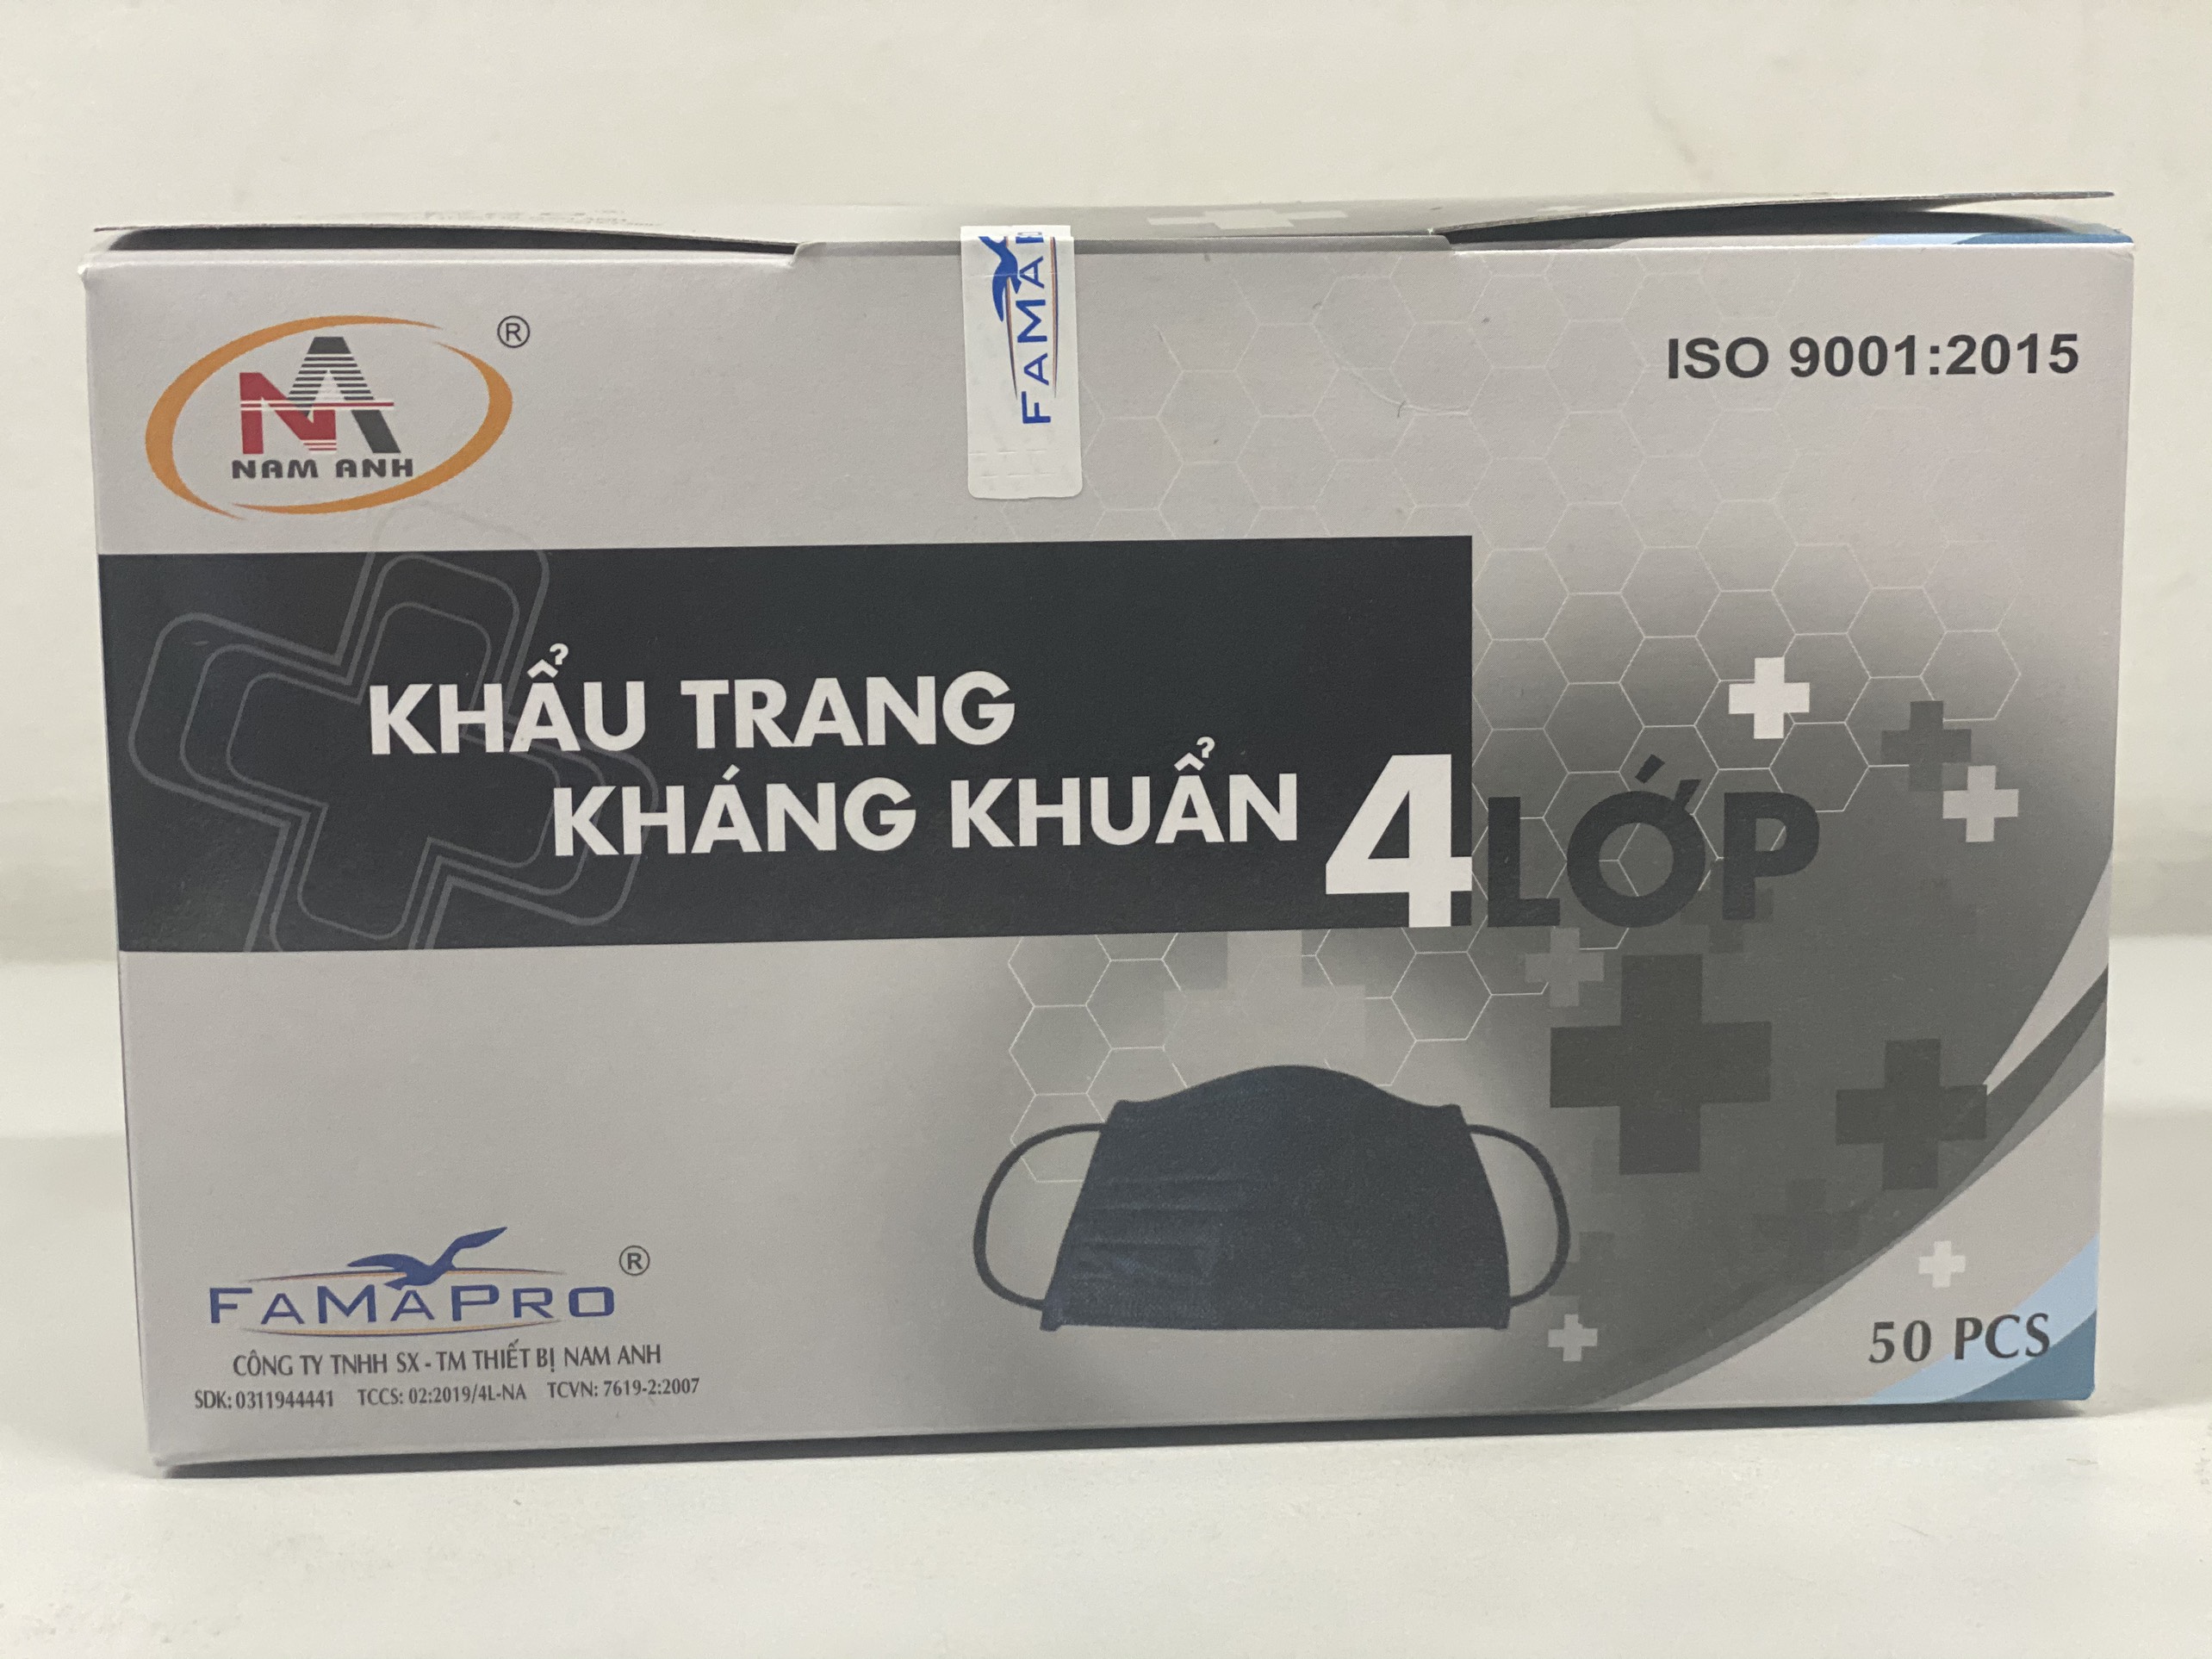 NAM ANH ®
FAMAP
ISO 9001:2015
KHẨU TRANG
KHÁNG KHUẨN 4 LỚP
FAMAPRO ®
CÔNG TY TNHH SX - TM THIẾT BỊ NAM ANH
SDK: 0311944441 TCCS: 02:2019/4L-NA TCVN: 7619-2:2007
50 PCS